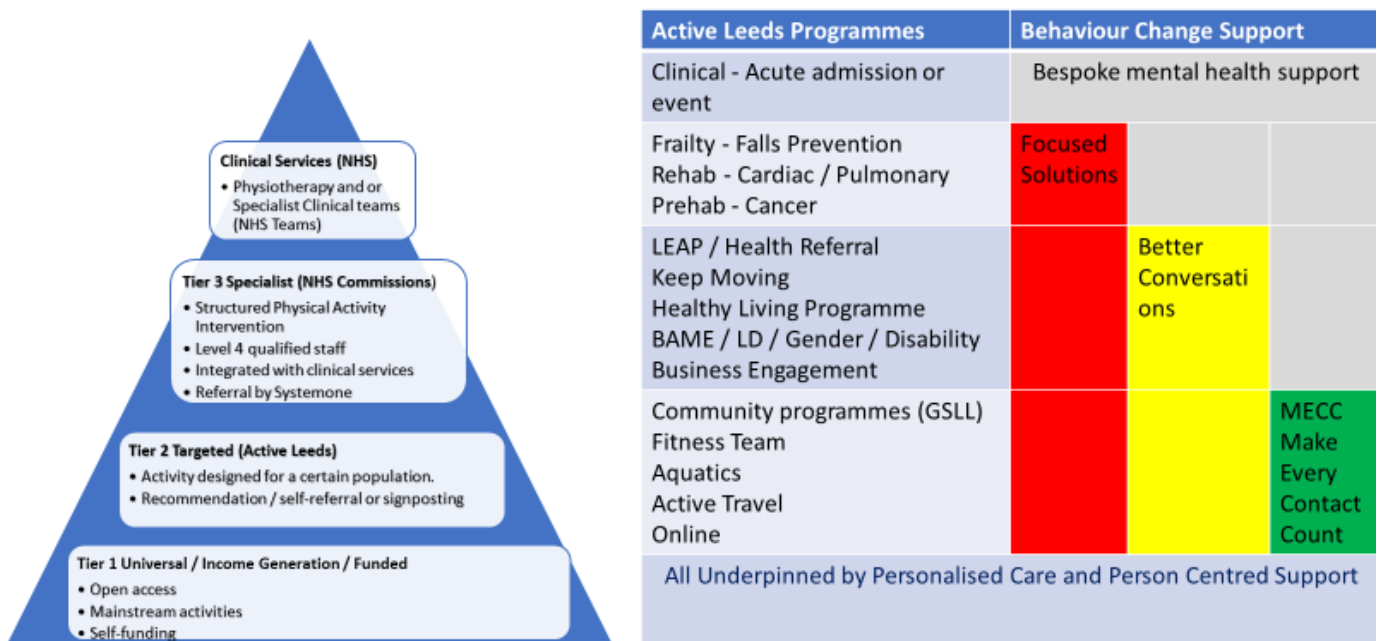 Clinical Services (NHS)
• Physiotherapy and or
Specialist Clinical teams
(NHS Teams)
Tier 3 Specialist (NHS Commissions)
• Structured Physical Activity
Intervention
• Level 4 qualified staff
• Integrated with clinical services
• Referral by Systemone
Tier 2 Targeted (Active Leeds)
• Activity designed for a certain population.
• Recommendation / self-referral or signposting
Tier 1 Universal / Income Generation / Funded
• Open access
• Mainstream activities
• Self-funding
Active Leeds Programmes
Behaviour Change Support
Clinical - Acute admission or
event
Bespoke mental health support
Frailty - Falls Prevention
Rehab - Cardiac / Pulmonary
Prehab - Cancer
Focused
Solutions
LEAP / Health Referral
Keep Moving
Healthy Living Programme
BAME / LD / Gender / Disability
Business Engagement
Better
Conversati
ons
Community programmes (GSLL)
Fitness Team
Aquatics
Active Travel
Online
MECC
Make
Every
Contact
Count
All Underpinned by Personalised Care and Person Centred Support